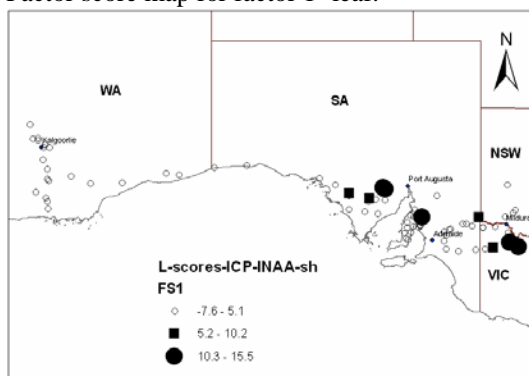 Factor score map for factor 1- leaf.
WA
SA
N
NSW
Kalgoorlie
Port Augusta
Mildura
Adelaide
VIC
L-scores-ICP-INAA-sh
FS1
-7.6 - 5.1
5.2 - 10.2
10.3 - 15.5